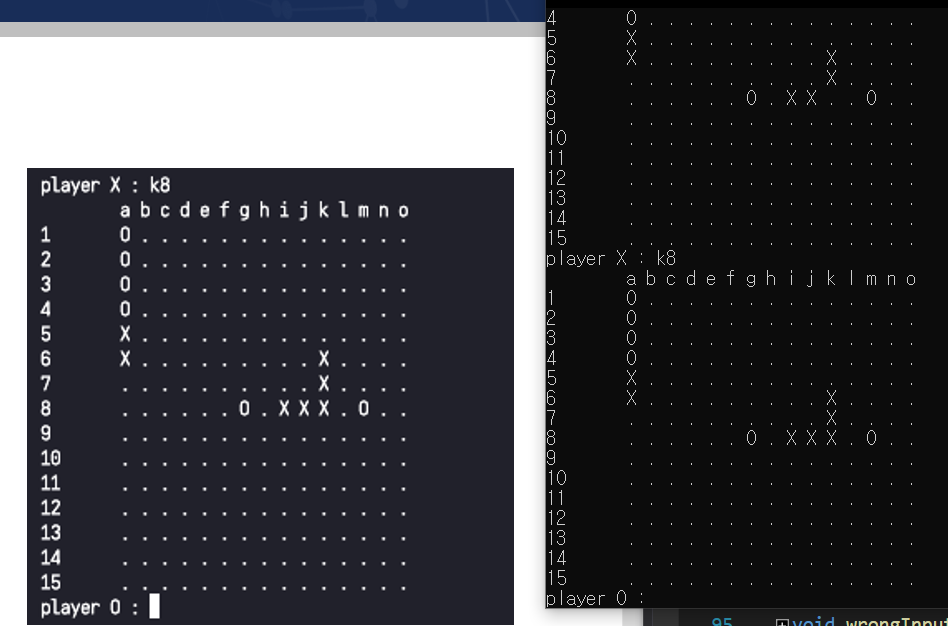 player X : k8
a b c d e f g h i j k l m n o
1 O . . . . . . . . . . . . . .
2 O . . . . . . . . . . . . . .
3 O . . . . . . . . . . . . . .
4 O . . . . . . . . . . . . . .
5 X . . . . . . . . . . . . . .
6 X . . . . . . . . . X . . . .
7 . . . . . . . . . . X . . . .
8 . . . . . . O . X X X . O . .
9 . . . . . . . . . . . . . . .
10 . . . . . . . . . . . . . . .
11 . . . . . . . . . . . . . . .
12 . . . . . . . . . . . . . . .
13 . . . . . . . . . . . . . . .
14 . . . . . . . . . . . . . . .
15 . . . . . . . . . . . . . . .
player O :
4 O . . . . . . . . . . . . . .
5 X . . . . . . . . . . . . . .
6 X . . . . . . . . . X . . . .
7 . . . . . . . . . . X . . . .
8 . . . . . . O . X X . . O . .
9 . . . . . . . . . . . . . . .
10 . . . . . . . . . . . . . . .
11 . . . . . . . . . . . . . . .
12 . . . . . . . . . . . . . . .
13 . . . . . . . . . . . . . . .
14 . . . . . . . . . . . . . . .
15 . . . . . . . . . . . . . . .
player X : k8
a b c d e f g h i j k l m n o
1 O . . . . . . . . . . . . . .
2 O . . . . . . . . . . . . . .
3 O . . . . . . . . . . . . . .
4 O . . . . . . . . . . . . . .
5 X . . . . . . . . . . . . . .
6 X . . . . . . . . . X . . . .
7 . . . . . . . . . . X . . . .
8 . . . . . . O . X X X . O . .
9 . . . . . . . . . . . . . . .
10 . . . . . . . . . . . . . . .
11 . . . . . . . . . . . . . . .
12 . . . . . . . . . . . . . . .
13 . . . . . . . . . . . . . . .
14 . . . . . . . . . . . . . . .
15 . . . . . . . . . . . . . . .
player O :
95 void